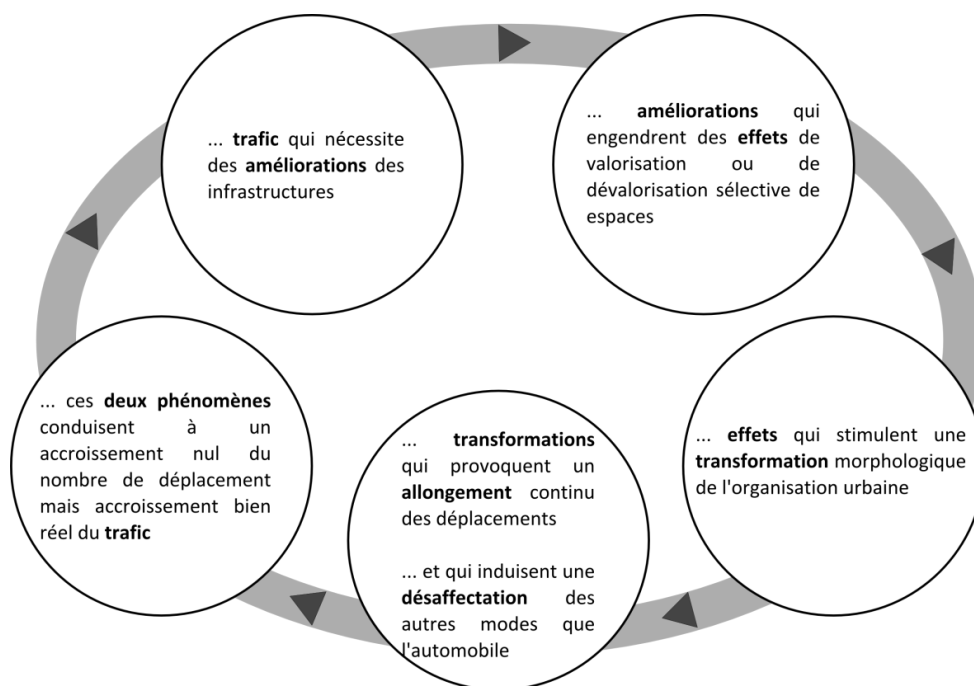 ... trafic qui nécessite
des améliorations des
infrastructures
... améliorations qui
engendrent des effets de
valorisation ou de
dévalorisation sélective de
espaces
... effets qui stimulent une
transformation morphologique
de l'organisation urbaine
... transformations
qui provoquent un
allongement continu
des déplacements
... et qui induisent une
désaffectation des
autres modes que
l'automobile
... ces deux phénomènes
conduisent à un
accroissement nul du
nombre de déplacement
mais accroissement bien
réel du trafic